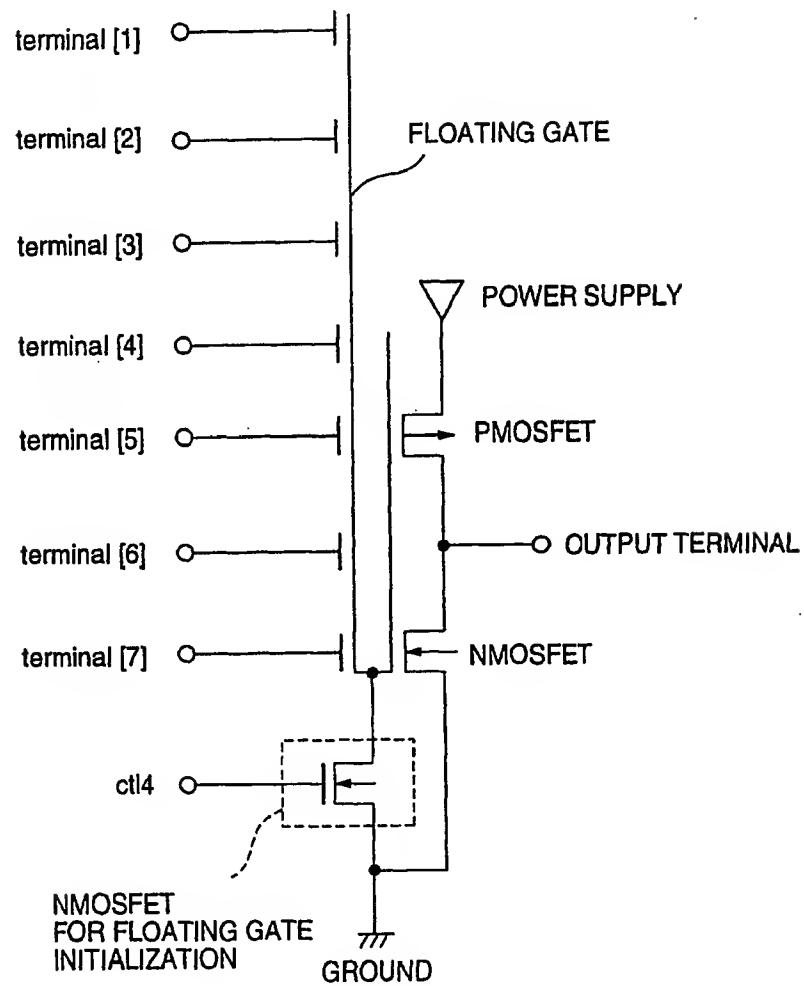 terminal [1]
terminal [2]
FLOATING GATE
terminal [3]
POWER SUPPLY
terminal [4]
terminal [5]
PMOSFET
terminal [6]
OUTPUT TERMINAL
terminal [7]
NMOSFET
ctl4
NMOSFET
FOR FLOATING GATE
INITIALIZATION
GROUND